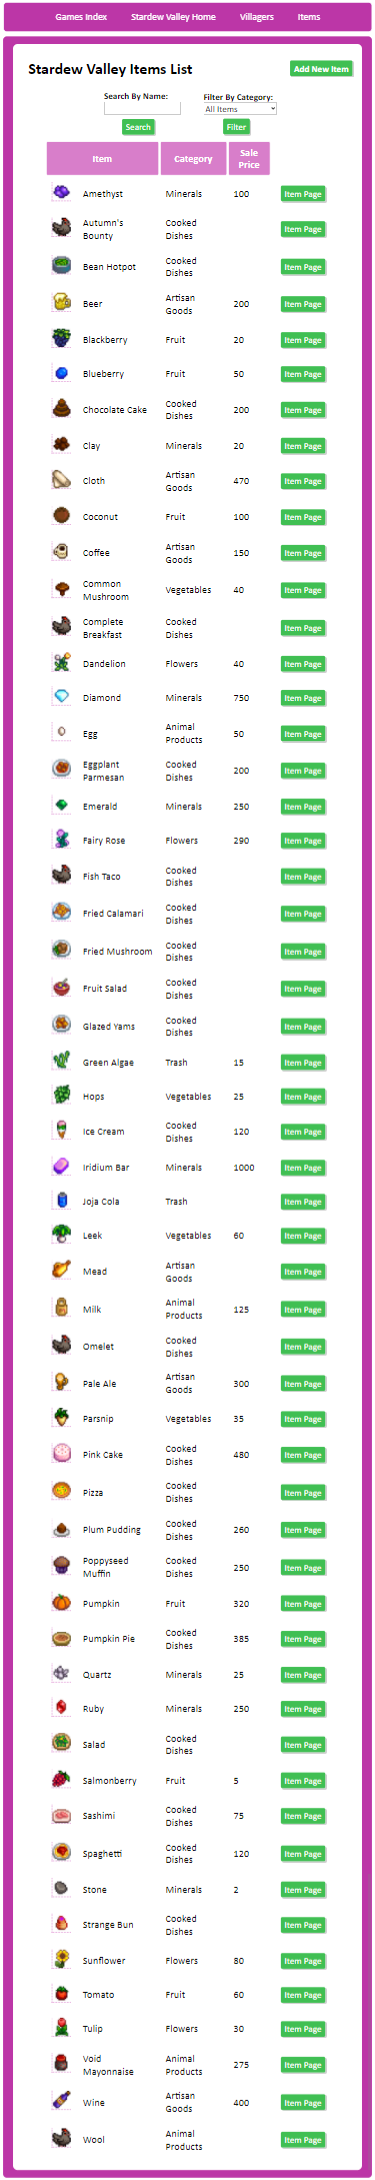 Games Index Stardew Valley Home Villagers Items
Stardew Valley Items List Add New Item
Search By Name: Filter By Category:
All Items
Search Filter
Item Category Sale Price
Amethyst Minerals 100 Item Page
Autumn's Bounty Cooked Dishes Item Page
Bean Hotpot Cooked Dishes Item Page
Beer Artisan Goods 200 Item Page
Blackberry Fruit 20 Item Page
Blueberry Fruit 50 Item Page
Chocolate Cake Cooked Dishes 200 Item Page
Clay Minerals 20 Item Page
Cloth Artisan Goods 470 Item Page
Coconut Fruit 100 Item Page
Coffee Artisan Goods 150 Item Page
Common Mushroom Vegetables 40 Item Page
Complete Breakfast Cooked Dishes Item Page
Dandelion Flowers 40 Item Page
Diamond Minerals 750 Item Page
Egg Animal Products 50 Item Page
Eggplant Parmesan Cooked Dishes 200 Item Page
Emerald Minerals 250 Item Page
Fairy Rose Flowers 290 Item Page
Fish Taco Cooked Dishes Item Page
Fried Calamari Cooked Dishes Item Page
Fried Mushroom Cooked Dishes Item Page
Fruit Salad Cooked Dishes Item Page
Glazed Yams Cooked Dishes Item Page
Green Algae Trash 15 Item Page
Hops Vegetables 25 Item Page
Ice Cream Cooked Dishes 120 Item Page
Iridium Bar Minerals 1000 Item Page
Joja Cola Trash Item Page
Leek Vegetables 60 Item Page
Mead Artisan Goods Item Page
Milk Animal Products 125 Item Page
Omelet Cooked Dishes Item Page
Pale Ale Artisan Goods 300 Item Page
Parsnip Vegetables 35 Item Page
Pink Cake Cooked Dishes 480 Item Page
Pizza Cooked Dishes Item Page
Plum Pudding Cooked Dishes 260 Item Page
Poppyseed Muffin Cooked Dishes 250 Item Page
Pumpkin Fruit 320 Item Page
Pumpkin Pie Cooked Dishes 385 Item Page
Quartz Minerals 25 Item Page
Ruby Minerals 250 Item Page
Salad Cooked Dishes Item Page
Salmonberry Fruit 5 Item Page
Sashimi Cooked Dishes 75 Item Page
Spaghetti Cooked Dishes 120 Item Page
Stone Minerals 2 Item Page
Strange Bun Cooked Dishes Item Page
Sunflower Flowers 80 Item Page
Tomato Fruit 60 Item Page
Tulip Flowers 30 Item Page
Void Mayonnaise Animal Products 275 Item Page
Wine Artisan Goods 400 Item Page
Wool Animal Products Item Page